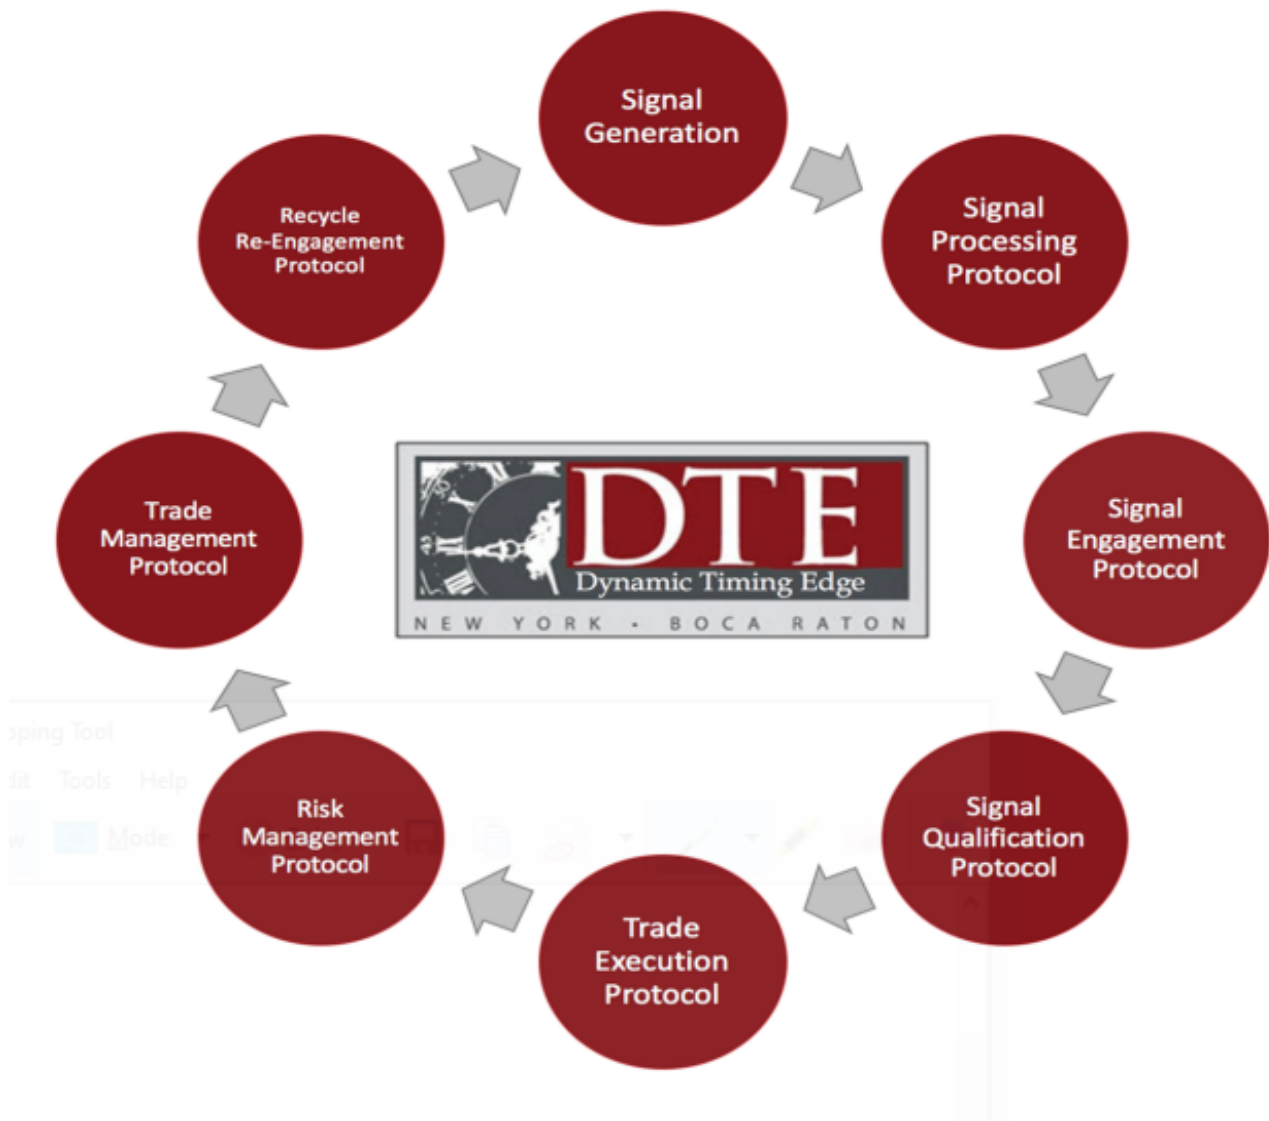 Signal
Generation
Signal
Processing
Protocol
Signal
Engagement
Protocol
Signal
Qualification
Protocol
Trade
Execution
Protocol
Risk
Management
Protocol
Trade
Management
Protocol
Recycle
Re-Engagement
Protocol
DTE
Dynamic Timing Edge
NEW YORK · BOCA RATON
Tool
Tools Help
Mode